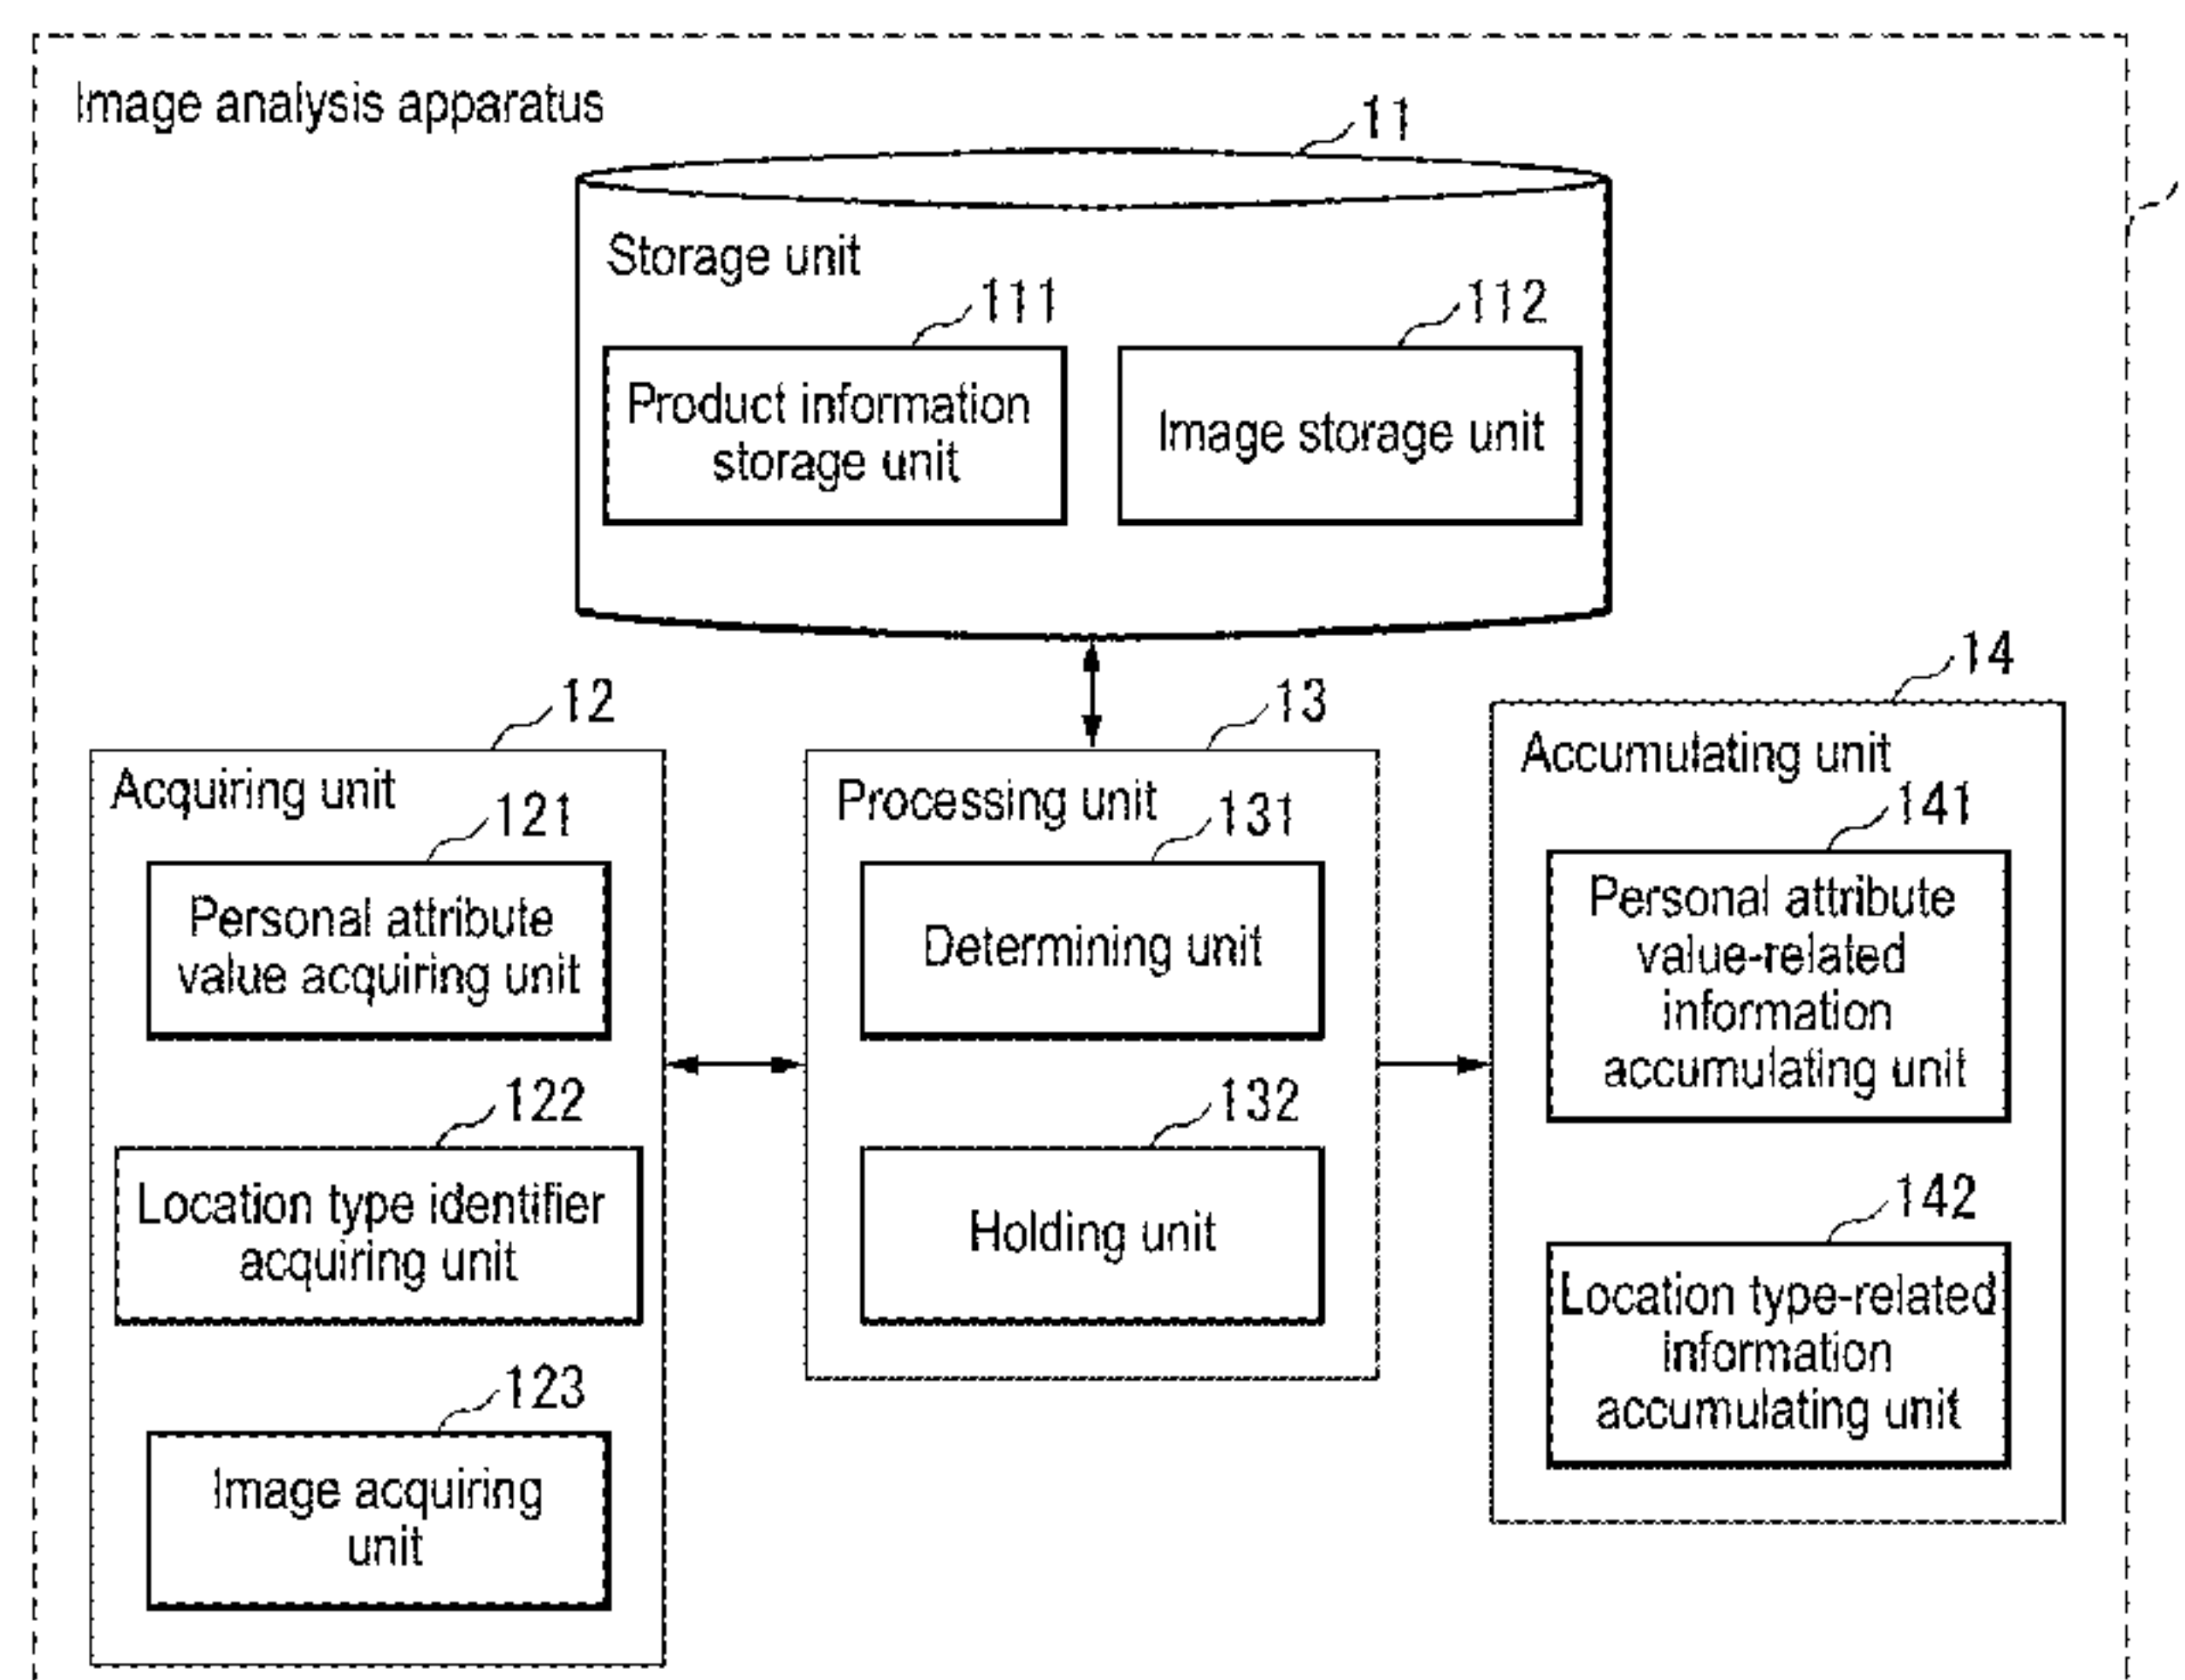 Image analysis apparatus
11
Storage unit
111
112
Product information
storage unit
Image storage unit
12
13
14
Acquiring unit
121
Personal attribute
value acquiring unit
122
Location type identifier
acquiring unit
123
Image acquiring
unit
Processing unit
131
Determining unit
132
Holding unit
Accumulating unit
141
Personal attribute
value-related
information
accumulating unit
142
Location type-related
information
accumulating unit